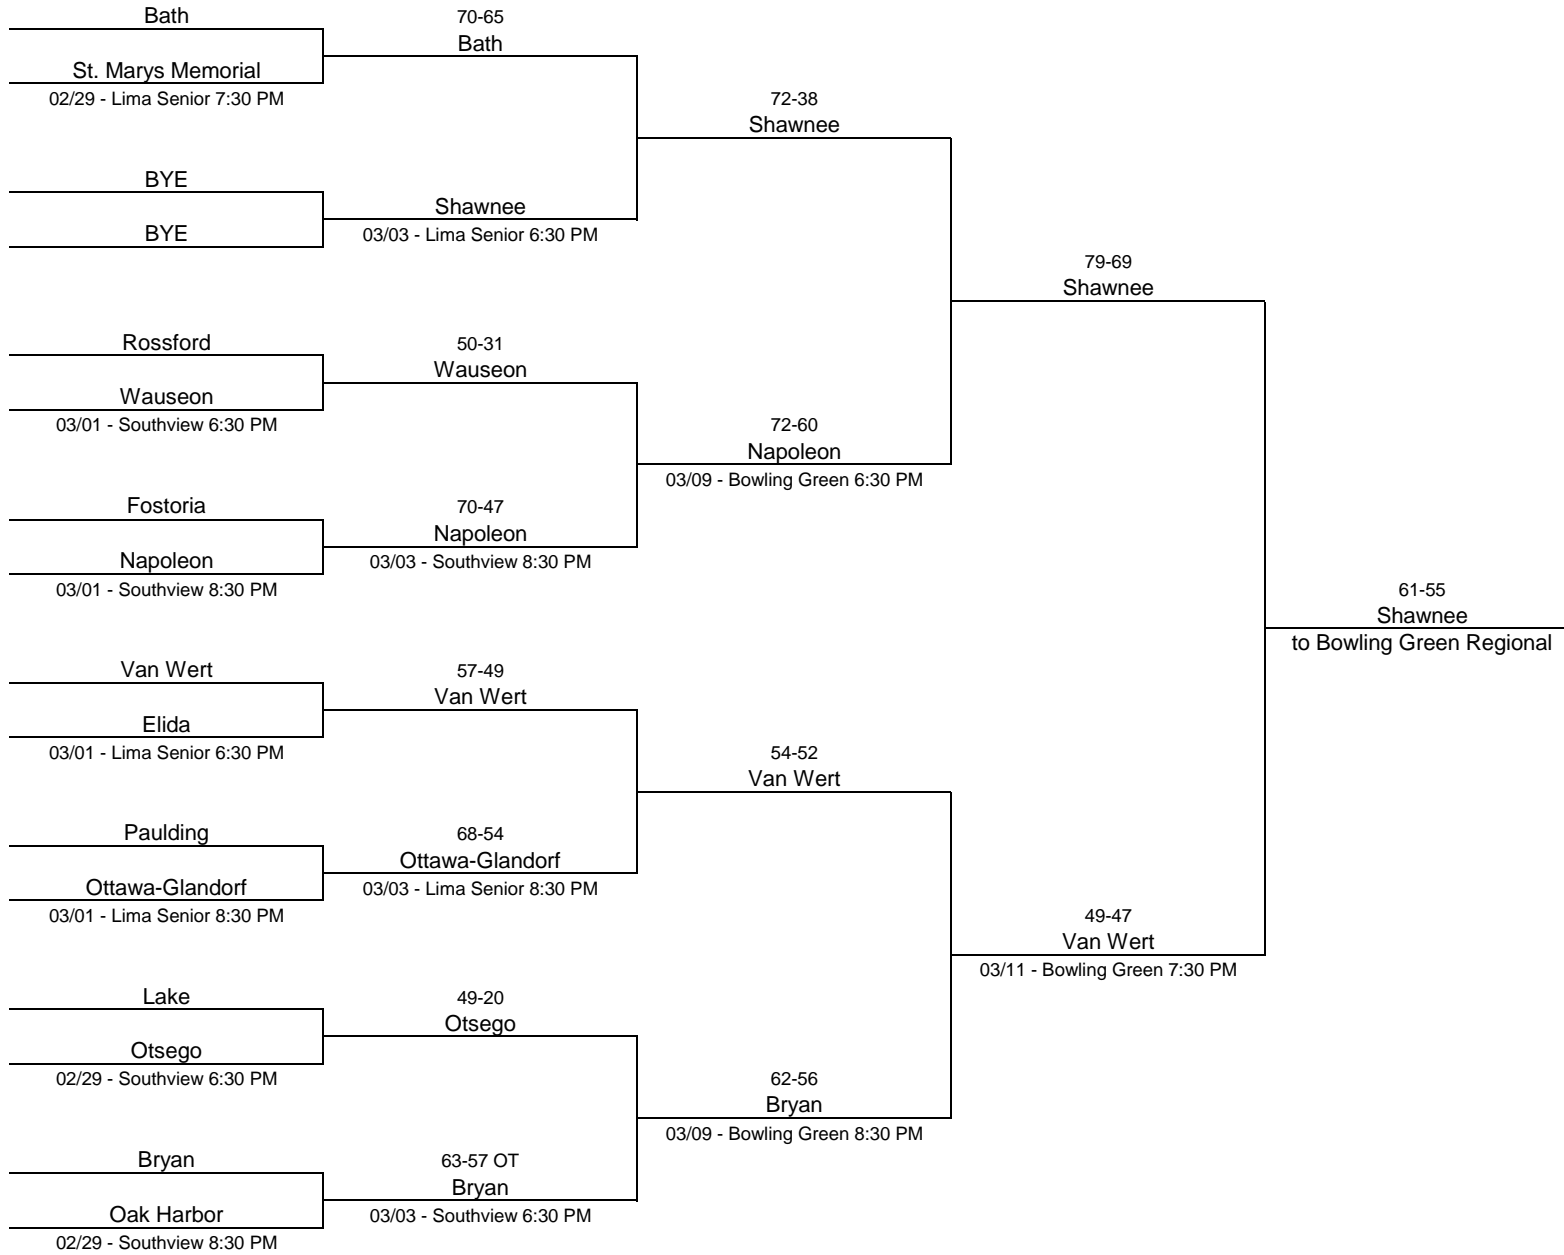 Bath
St. Marys Memorial
02/29 - Lima Senior 7:30 PM
BYE
BYE
Rossford
Wauseon
03/01 - Southview 6:30 PM
Fostoria
Napoleon
03/01 - Southview 8:30 PM
Van Wert
Elida
03/01 - Lima Senior 6:30 PM
Paulding
Ottawa-Glandorf
03/01 - Lima Senior 8:30 PM
Lake
Otsego
02/29 - Southview 6:30 PM
Bryan
Oak Harbor
02/29 - Southview 8:30 PM
70-65
Bath
Shawnee
03/03 - Lima Senior 6:30 PM
50-31
Wauseon
70-47
Napoleon
03/03 - Southview 8:30 PM
57-49
Van Wert
68-54
Ottawa-Glandorf
03/03 - Lima Senior 8:30 PM
49-20
Otsego
63-57 OT
Bryan
03/03 - Southview 6:30 PM
72-38
Shawnee
72-60
Napoleon
03/09 - Bowling Green 6:30 PM
54-52
Van Wert
62-56
Bryan
03/09 - Bowling Green 8:30 PM
79-69
Shawnee
49-47
Van Wert
03/11 - Bowling Green 7:30 PM
61-55
Shawnee
to Bowling Green Regional